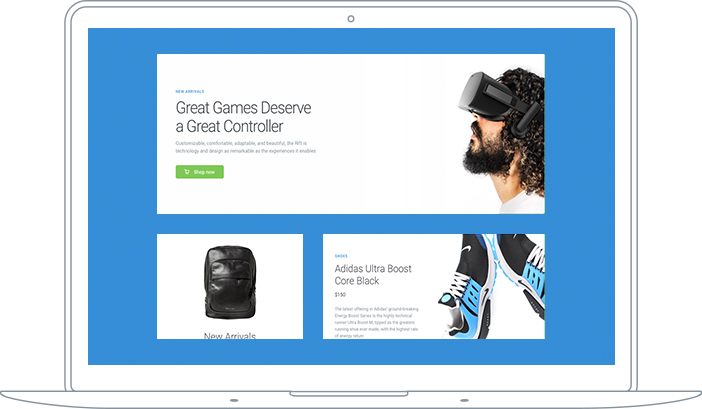 NEW ARRIVALS
Great Games Deserve
a Great Controller
Customizable, comfortable, adaptable, and beautiful, the Rift is
technology and design as remarkable as the experiences it enables
Shop now
New Arrivals
SHOES
Adidas Ultra Boost
Core Black
$150
The latest offering in Adidas' ground-breaking
Energy Boost Series is the highly technical
runner Ultra Boost M, tipped as the greatest
running shoe ever made, with the highest rate
of energy return